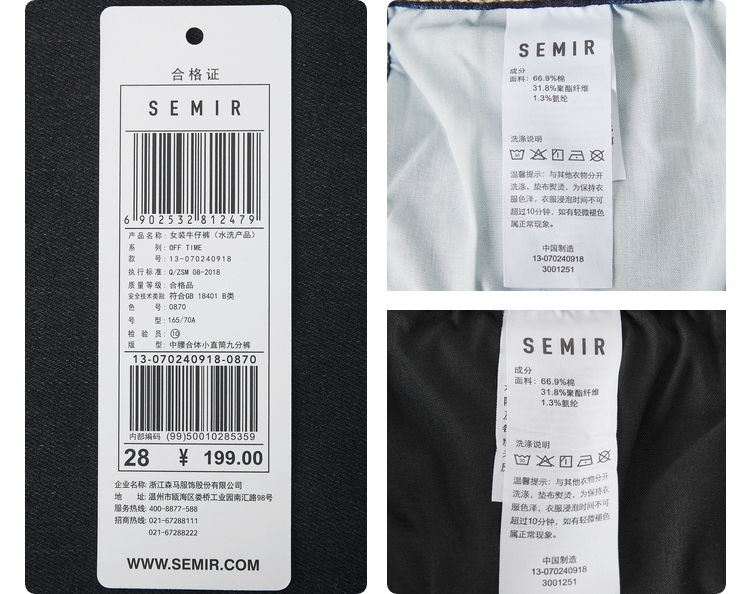 合格证
SEMIR
6 902532 812479
产品名称: 女装牛仔裤（水洗产品）
系 列: OFF TIME
款 号: 13-070240918
执行标准: Q/ZSM 08-2018
质量等级: 合格品
安全技术类别: 符合GB 18401 B类
色 号: 0870
号 型: 165/70A
检 验 员: ⑩
版 型: 中腰合体小直筒九分裤
13-070240918-0870
内部编码 (99)50010285359
28 ¥ 199.00
企业名称: 浙江森马服饰股份有限公司
地 址: 温州市瓯海区娄桥工业园南汇路98号
服务热线: 400-8877-588
招商热线: 021-67288111
021-67288222
WWW.SEMIR.COM
SEMIR
成分
面料: 66.9%棉
31.8%聚酯纤维
1.3%氨纶
洗涤说明
温馨提示: 与其他衣物分开
洗涤, 垫布熨烫, 为保持衣
服色泽, 衣服浸泡时间不可
超过10分钟, 如有轻微褪色
属正常现象。
中国制造
13-070240918
3001251
SEMIR
成分
面料: 66.9%棉
31.8%聚酯纤维
1.3%氨纶
洗涤说明
温馨提示: 与其他衣物分开
洗涤, 垫布熨烫, 为保持衣
服色泽, 衣服浸泡时间不可
超过10分钟, 如有轻微褪色
属正常现象。
中国制造
13-070240918
3001251